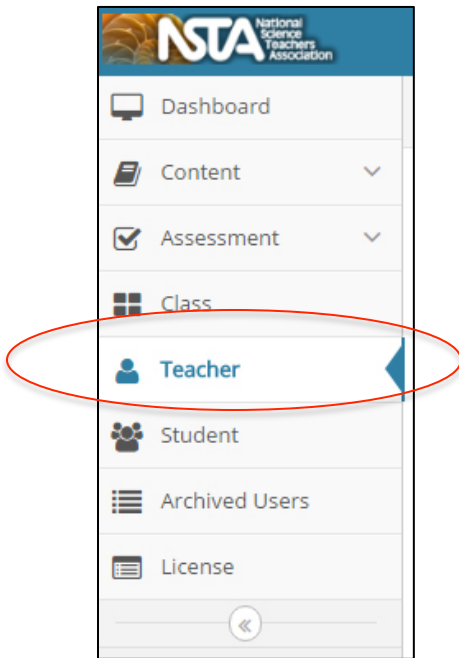 NSTA
National
Science
Teachers
Association
Dashboard
Content
Assessment
Class
Teacher
Student
Archived Users
License